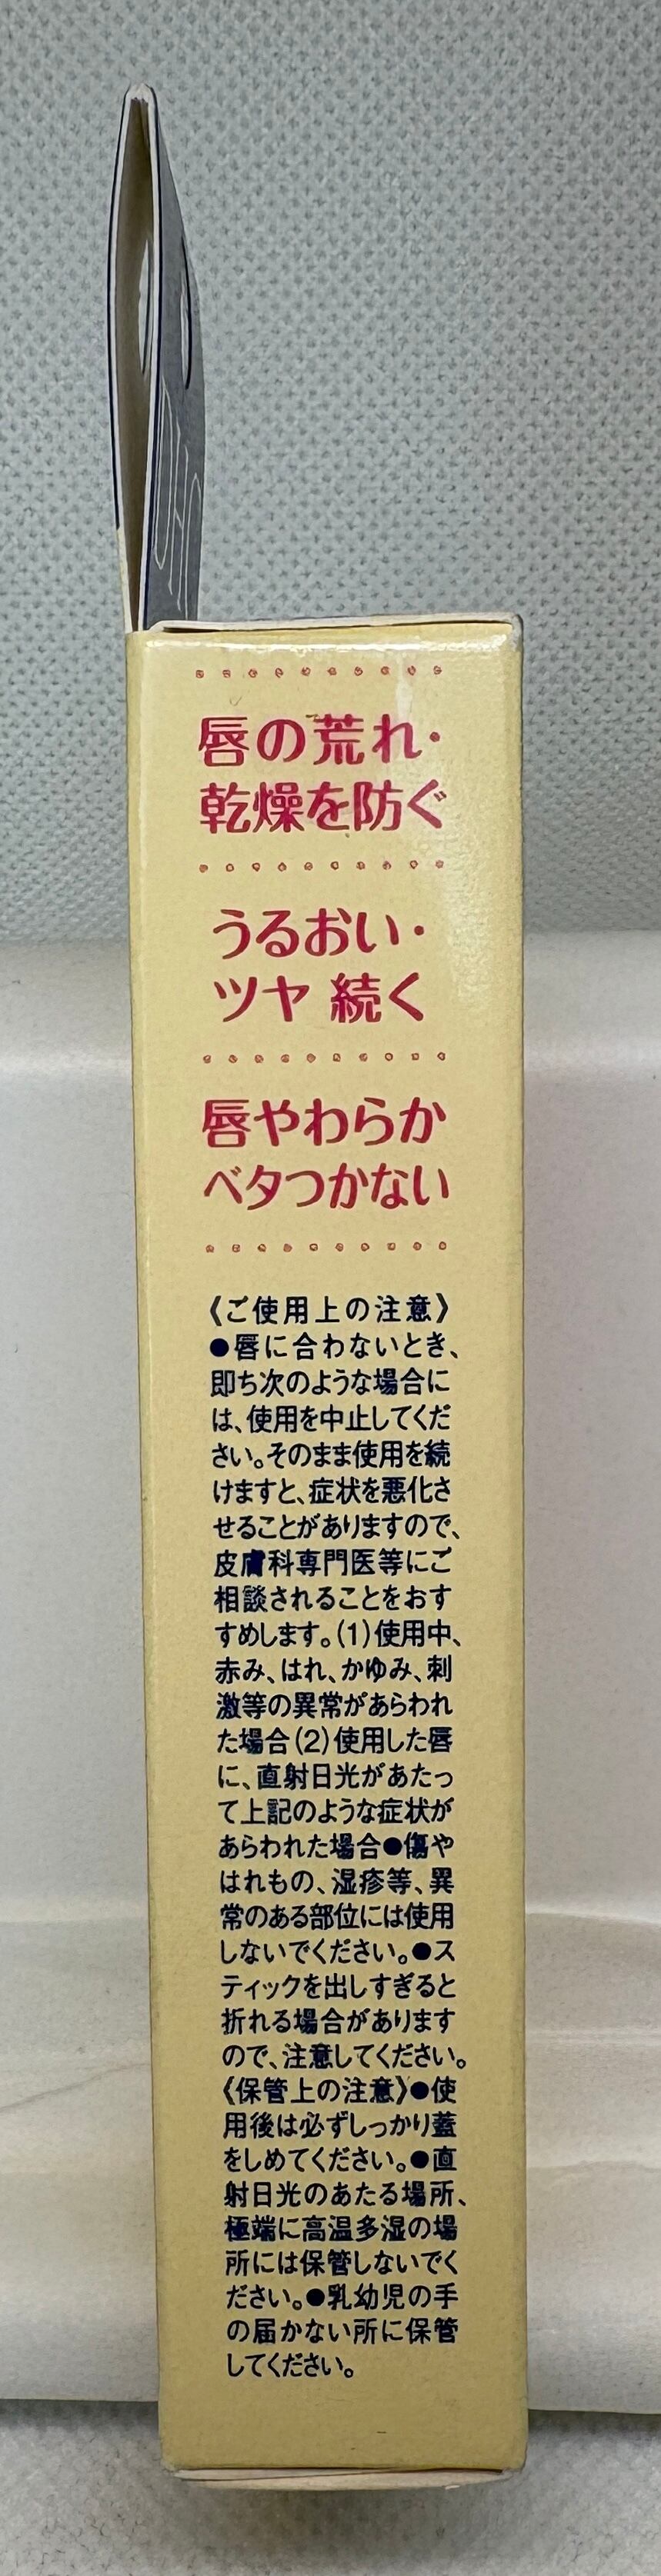 唇の荒れ・
乾燥を防ぐ
うるおい・
ツヤ 続く
唇やわらか
ベタつかない
《ご使用上の注意》
●唇に合わないとき、
即ち次のような場合に
は、使用を中止してくだ
さい。そのまま使用を続
けますと、症状を悪化さ
せることがありますので、
皮膚科専門医等にご
相談されることをおす
すめします。(1)使用中、
赤み、はれ、かゆみ、刺
激等の異常があらわれ
た場合(2)使用した唇
に、直射日光があたっ
て上記のような症状が
あらわれた場合●傷や
はれもの、湿疹等、異
常のある部位には使用
しないでください。●ス
ティックを出しすぎると
折れる場合があります
ので、注意してください。
《保管上の注意》●使
用後は必ずしっかり蓋
をしめてください。●直
射日光のあたる場所、
極端に高温多湿の場
所には保管しないでく
ださい。●乳幼児の手
の届かない所に保管
してください。